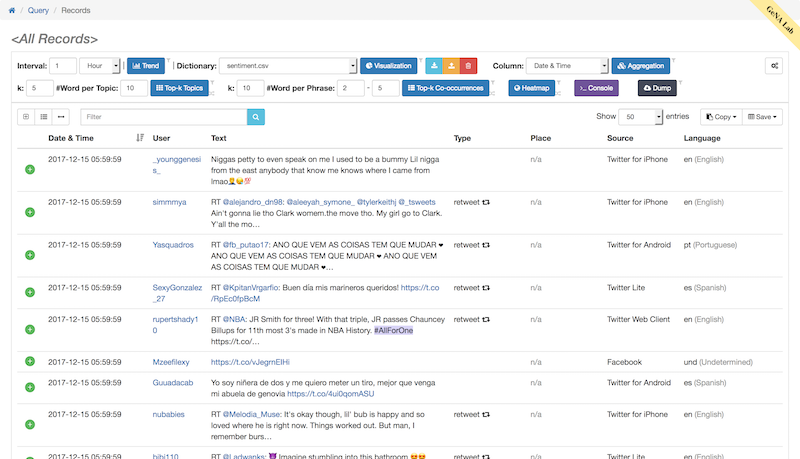 Query / Records
GeNA Lab
<All Records>
Interval: 1 Hour | Trend | Dictionary: sentiment.csv Visualization Column: Date & Time Aggregation
k: 5 #Word per Topic: 10 Top-k Topics k: 10 #Word per Phrase: 2 - 5 Top-k Co-occurrences Heatmap Console Dump
Filter Show 50 entries Copy Save
Date & Time User Text Type Place Source Language
2017-12-15 05:59:59 _younggenesis_ Niggas petty to even speak on me I used to be a bummy Lil nigga n/a Twitter for iPhone en (English)
from the east anybody that know me knows where I came from
lmao🤦😂💯
2017-12-15 05:59:59 simmmya RT @alejandro_dn98: @aleeyah_symone_ @tylerkeithj @_tsweets retweet n/a Twitter for iPhone en (English)
Ain't gonna lie tho Clark womem.the move tho. My girl go to Clark.
Y'all the mo…
2017-12-15 05:59:59 Yasquadros RT @fb_putao17: ANO QUE VEM AS COISAS TEM QUE MUDAR ❤ retweet n/a Twitter for Android pt (Portuguese)
ANO QUE VEM AS COISAS TEM QUE MUDAR ❤ ANO QUE VEM
AS COISAS TEM QUE MUDAR ❤…
2017-12-15 05:59:59 SexyGonzalez_27 RT @KpitanVrgarfio: Buen día mis marineros queridos! https://t.co retweet n/a Twitter Lite es (Spanish)
/RpEc0fpBcM
2017-12-15 05:59:59 rupertshady10 RT @NBA: JR Smith for three! With that triple, JR passes Chauncey retweet n/a Twitter Web Client en (English)
Billups for 11th most 3's made in NBA History. #AllForOne
https://t.co/…
2017-12-15 05:59:59 Mzeefilexy https://t.co/vJegrnEIHi n/a Facebook und (Undetermined)
2017-12-15 05:59:59 Guuadacab Yo soy niñera de dos y me quiero meter un tiro, mejor que venga n/a Twitter for Android es (Spanish)
mi abuela de genovia https://t.co/4ui0qomASU
2017-12-15 05:59:59 nubabies RT @Melodia_Muse: It's okay though, lil' bub is happy and so retweet n/a Twitter for iPhone en (English)
loved where he is right now. Things worked out. But man, I
remember burs…
2017-12-15 05:59:59 bibi110 RT @Ladwanks: 😈 Imagine stumbling into this bathroom 😍😍 retweet n/a Twitter Lite en (English)